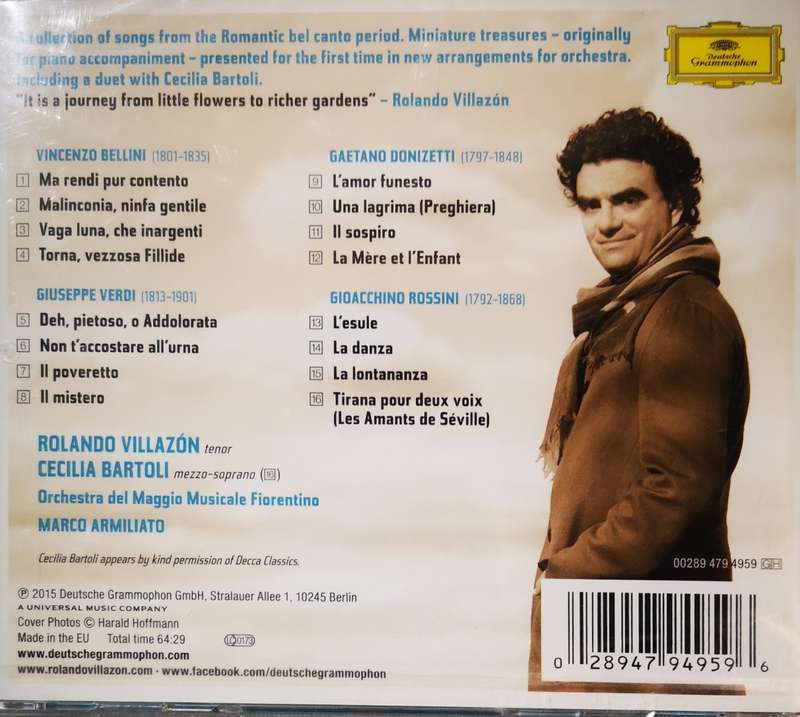 A collection of songs from the Romantic bel canto period. Miniature treasures – originally
for piano accompaniment – presented for the first time in new arrangements for orchestra.
Including a duet with Cecilia Bartoli.
"It is a journey from little flowers to richer gardens" – Rolando Villazón
Deutsche
Grammophon
VINCENZO BELLINI (1801–1835)
1 Ma rendi pur contento
2 Malinconia, ninfa gentile
3 Vaga luna, che inargenti
4 Torna, vezzosa Fillide
GIUSEPPE VERDI (1813–1901)
5 Deh, pietoso, o Addolorata
6 Non t'accostare all'urna
7 Il poveretto
8 Il mistero
GAETANO DONIZETTI (1797–1848)
9 L'amor funesto
10 Una lagrima (Preghiera)
11 Il sospiro
12 La Mère et l'Enfant
GIOACCHINO ROSSINI (1792–1868)
13 L'esule
14 La danza
15 La lontananza
16 Tirana pour deux voix
(Les Amants de Séville)
ROLANDO VILLAZÓN tenor
CECILIA BARTOLI mezzo-soprano (16)
Orchestra del Maggio Musicale Fiorentino
MARCO ARMILIATO
Cecilia Bartoli appears by kind permission of Decca Classics.
00289 479 4959 GH
℗ 2015 Deutsche Grammophon GmbH, Stralauer Allee 1, 10245 Berlin
A UNIVERSAL MUSIC COMPANY
Cover Photos © Harald Hoffmann
Made in the EU Total time 64:29 LC 0173
www.deutschegrammophon.com
www.rolandovillazon.com · www.facebook.com/deutschegrammophon
0 28947 94959 6